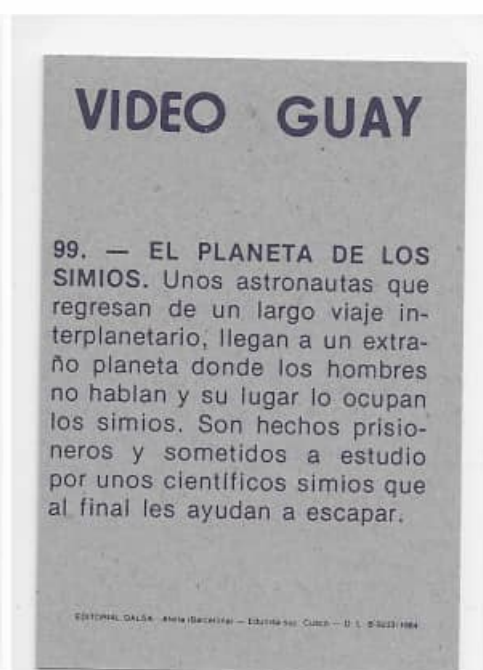 VIDEO GUAY
99. — EL PLANETA DE LOS
SIMIOS. Unos astronautas que
regresan de un largo viaje in-
terplanetario, llegan a un extra-
ño planeta donde los hombres
no hablan y su lugar lo ocupan
los simios. Son hechos prisio-
neros y sometidos a estudio
por unos científicos simios que
al final les ayudan a escapar.
EDITORIAL DALSA (Barcelona) — — D. L.